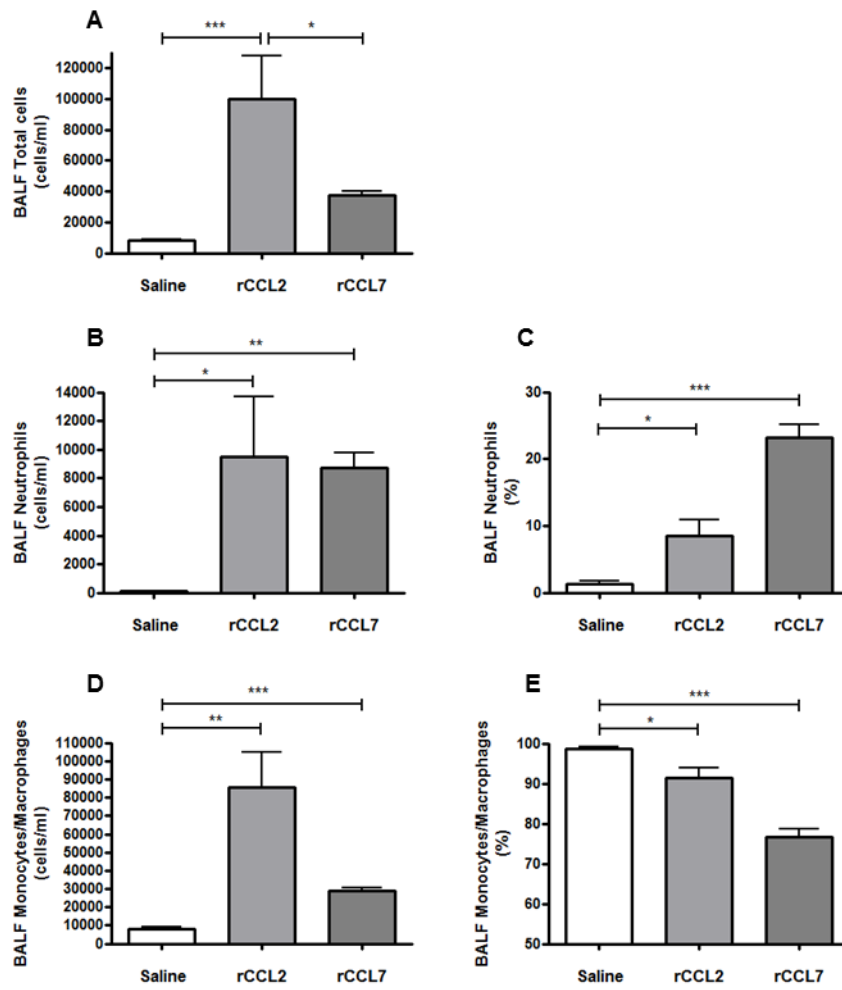 A
*** *
BALF Total cells
(cells/ml)
120000
100000
80000
60000
40000
20000
0
Saline rCCL2 rCCL7
B
**
*
BALF Neutrophils
(cells/ml)
14000
12000
10000
8000
6000
4000
2000
0
Saline rCCL2 rCCL7
C
***
*
BALF Neutrophils
(%)
30
20
10
0
Saline rCCL2 rCCL7
D
***
**
BALF Monocytes/Macrophages
(cells/ml)
110000
100000
90000
80000
70000
60000
50000
40000
30000
20000
10000
0
Saline rCCL2 rCCL7
E
***
*
BALF Monocytes/Macrophages
(%)
100
90
80
70
60
50
Saline rCCL2 rCCL7